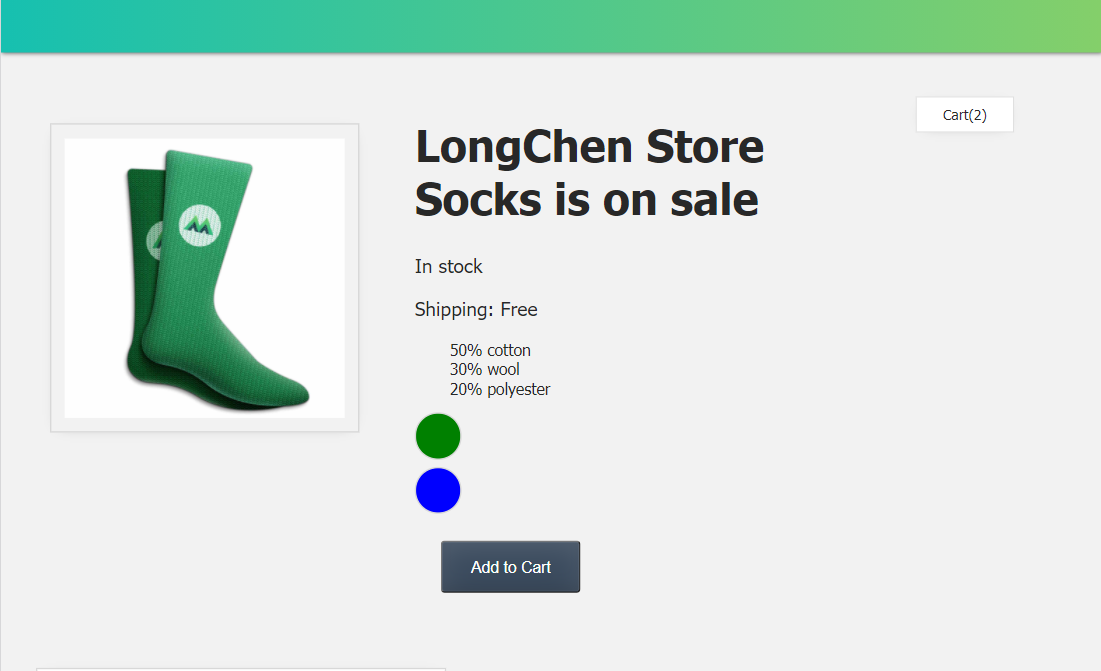 Cart(2)
LongChen Store
Socks is on sale
In stock
Shipping: Free
50% cotton
30% wool
20% polyester
Add to Cart